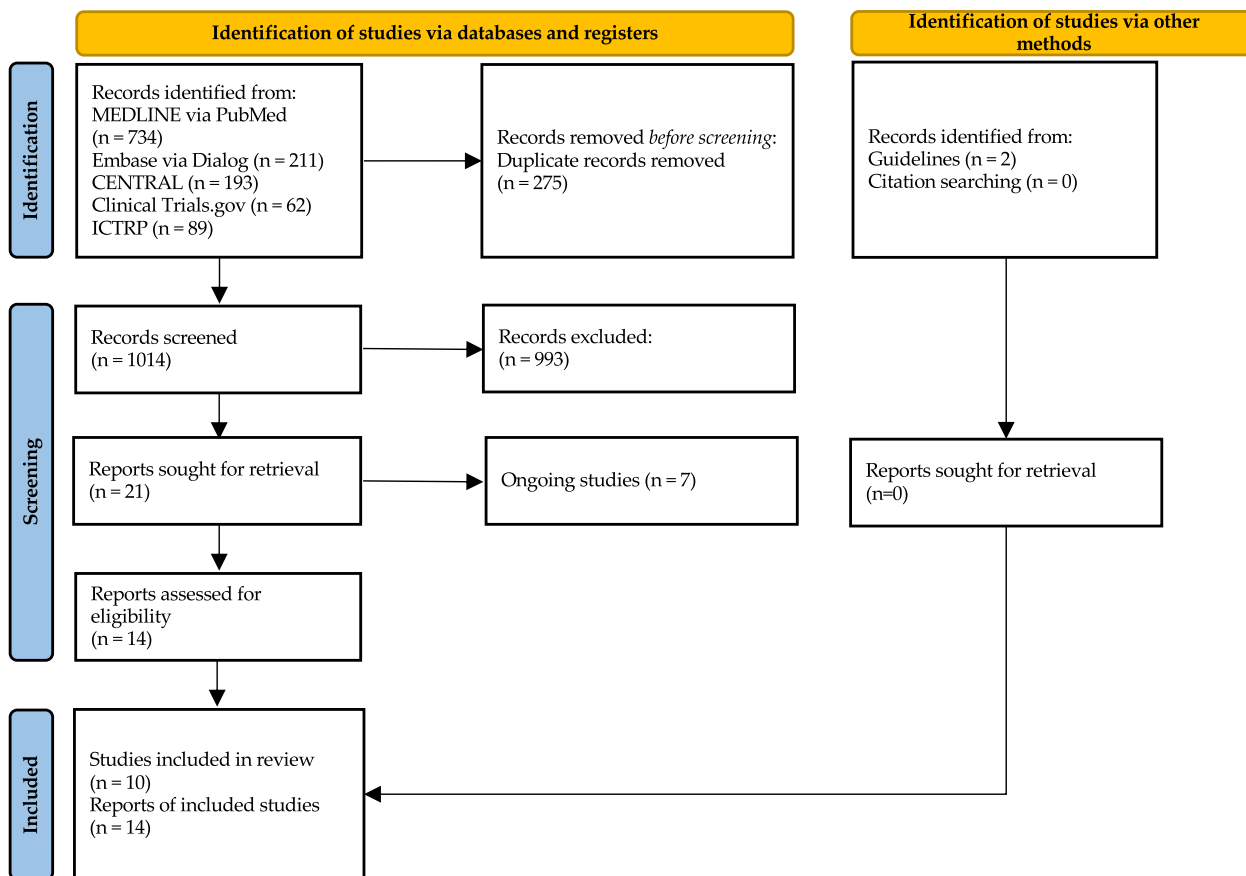 Identification of studies via databases and registers
Identification of studies via other
methods
Identification
Records identified from:
MEDLINE via PubMed
(n = 734)
Embase via Dialog (n = 211)
CENTRAL (n = 193)
Clinical Trials.gov (n = 62)
ICTRP (n = 89)
Records removed before screening:
Duplicate records removed
(n = 275)
Records identified from:
Guidelines (n = 2)
Citation searching (n = 0)
Screening
Records screened
(n = 1014)
Records excluded:
(n = 993)
Reports sought for retrieval
(n = 21)
Ongoing studies (n = 7)
Reports sought for retrieval
(n=0)
Reports assessed for
eligibility
(n = 14)
Included
Studies included in review
(n = 10)
Reports of included studies
(n = 14)